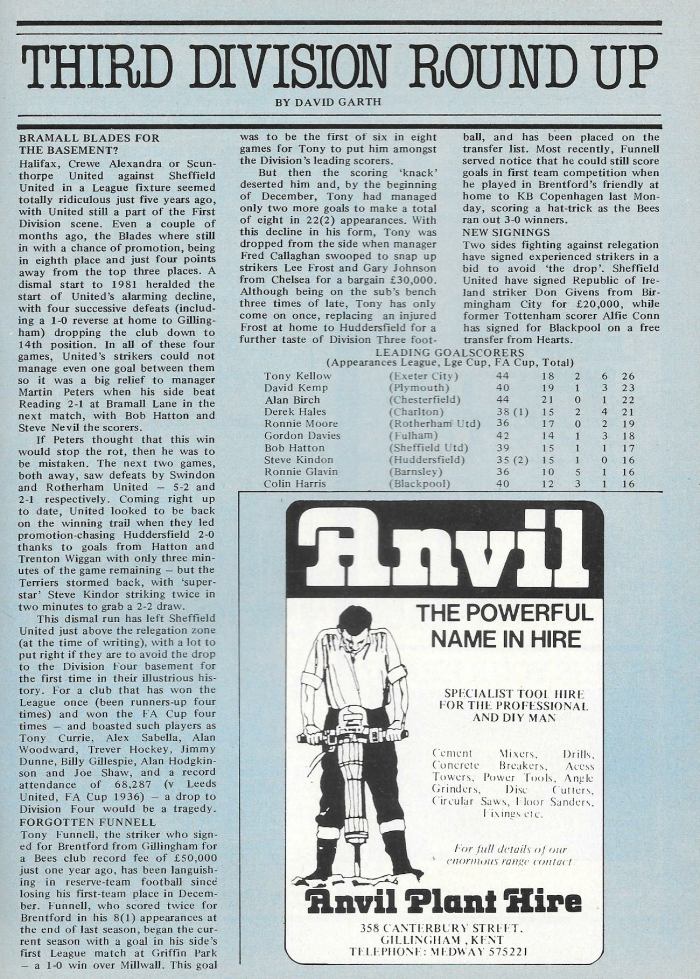 THIRD DIVISION ROUND UP
BY DAVID GARTH
BRAMALL BLADES FOR
THE BASEMENT?
Halifax, Crewe Alexandra or Scun-
thorpe United against Sheffield
United in a League fixture seemed
totally ridiculous just five years ago,
with United still a part of the First
Division scene. Even a couple of
months ago, the Blades where still
in with a chance of promotion, being
in eighth place and just four points
away from the top three places. A
dismal start to 1981 heralded the
start of United's alarming decline,
with four successive defeats (includ-
ing a 1-0 reverse at home to Gilling-
ham) dropping the club down to
14th position. In all of these four
games, United's strikers could not
manage even one goal between them
so it was a big relief to manager
Martin Peters when his side beat
Reading 2-1 at Bramall Lane in the
next match, with Bob Hatton and
Steve Nevil the scorers.
If Peters thought that this win
would stop the rot, then he was to
be mistaken. The next two games,
both away, saw defeats by Swindon
and Rotherham United — 5-2 and
2-1 respectively. Coming right up
to date, United looked to be back
on the winning trail when they led
promotion-chasing Huddersfield 2-0
thanks to goals from Hatton and
Trenton Wiggan with only three min-
utes of the game remaining — but the
Terriers stormed back, with 'super-
star' Steve Kindor striking twice in
two minutes to grab a 2-2 draw.
This dismal run has left Sheffield
United just above the relegation zone
(at the time of writing), with a lot to
put right if they are to avoid the drop
to the Division Four basement for
the first time in their illustrious his-
tory. For a club that has won the
League once (been runners-up four
times) and won the FA Cup four
times — and boasted such players as
Tony Currie, Alex Sabella, Alan
Woodward, Trever Hockey, Jimmy
Dunne, Billy Gillespie, Alan Hodgkin-
son and Joe Shaw, and a record
attendance of 68,287 (v Leeds
United, FA Cup 1936) — a drop to
Division Four would be a tragedy.
FORGOTTEN FUNNELL
Tony Funnell, the striker who sign-
ed for Brentford from Gillingham for
a Bees club record fee of £50,000
just one year ago, has been languish-
ing in reserve-team football since
losing his first-team place in Decem-
ber. Funnell, who scored twice for
Brentford in his 8(1) appearances at
the end of last season, began the cur-
rent season with a goal in his side's
first League match at Griffin Park
— a 1-0 win over Millwall. This goal
was to be the first of six in eight
games for Tony to put him amongst
the Division's leading scorers.
But then the scoring 'knack'
deserted him and, by the beginning
of December, Tony had managed
only two more goals to make a total
of eight in 22(2) appearances. With
this decline in his form, Tony was
dropped from the side when manager
Fred Callaghan swooped to snap up
strikers Lee Frost and Gary Johnson
from Chelsea for a bargain £30,000.
Although being on the sub's bench
three times of late, Tony has only
come on once, replacing an injured
Frost at home to Huddersfield for a
further taste of Division Three foot-
ball, and has been placed on the
transfer list. Most recently, Funnell
served notice that he could still score
goals in first team competition when
he played in Brentford's friendly at
home to KB Copenhagen last Mon-
day, scoring a hat-trick as the Bees
ran out 3-0 winners.
NEW SIGNINGS
Two sides fighting against relegation
have signed experienced strikers in a
bid to avoid 'the drop'. Sheffield
United have signed Republic of Ire-
land striker Don Givens from Bir-
mingham City for £20,000, while
former Tottenham scorer Alfie Conn
has signed for Blackpool on a free
transfer from Hearts.
LEADING GOALSCORERS
(Appearances League, Lge Cup, FA Cup, Total)
Tony Kellow (Exeter City) 44 18 2 6 26
David Kemp (Plymouth) 40 19 1 3 23
Alan Birch (Chesterfield) 44 21 0 1 22
Derek Hales (Charlton) 38 (1) 15 2 4 21
Ronnie Moore (Rotherham Utd) 36 17 0 2 19
Gordon Davies (Fulham) 42 14 1 3 18
Bob Hatton (Sheffield Utd) 39 15 1 1 17
Steve Kindon (Huddersfield) 35 (2) 15 1 0 16
Ronnie Glavin (Barnsley) 36 10 5 1 16
Colin Harris (Blackpool) 40 12 3 1 16
Anvil
THE POWERFUL
NAME IN HIRE
SPECIALIST TOOL HIRE
FOR THE PROFESSIONAL
AND DIY MAN
Cement Mixers, Drills,
Concrete Breakers, Acess
Towers, Power Tools, Angle
Grinders, Disc Cutters,
Circular Saws, Floor Sanders,
Fixings etc.
For full details of our
enormous range contact
Anvil Plant Hire
358 CANTERBURY STREET,
GILLINGHAM, KENT
TELEPHONE: MEDWAY 575221